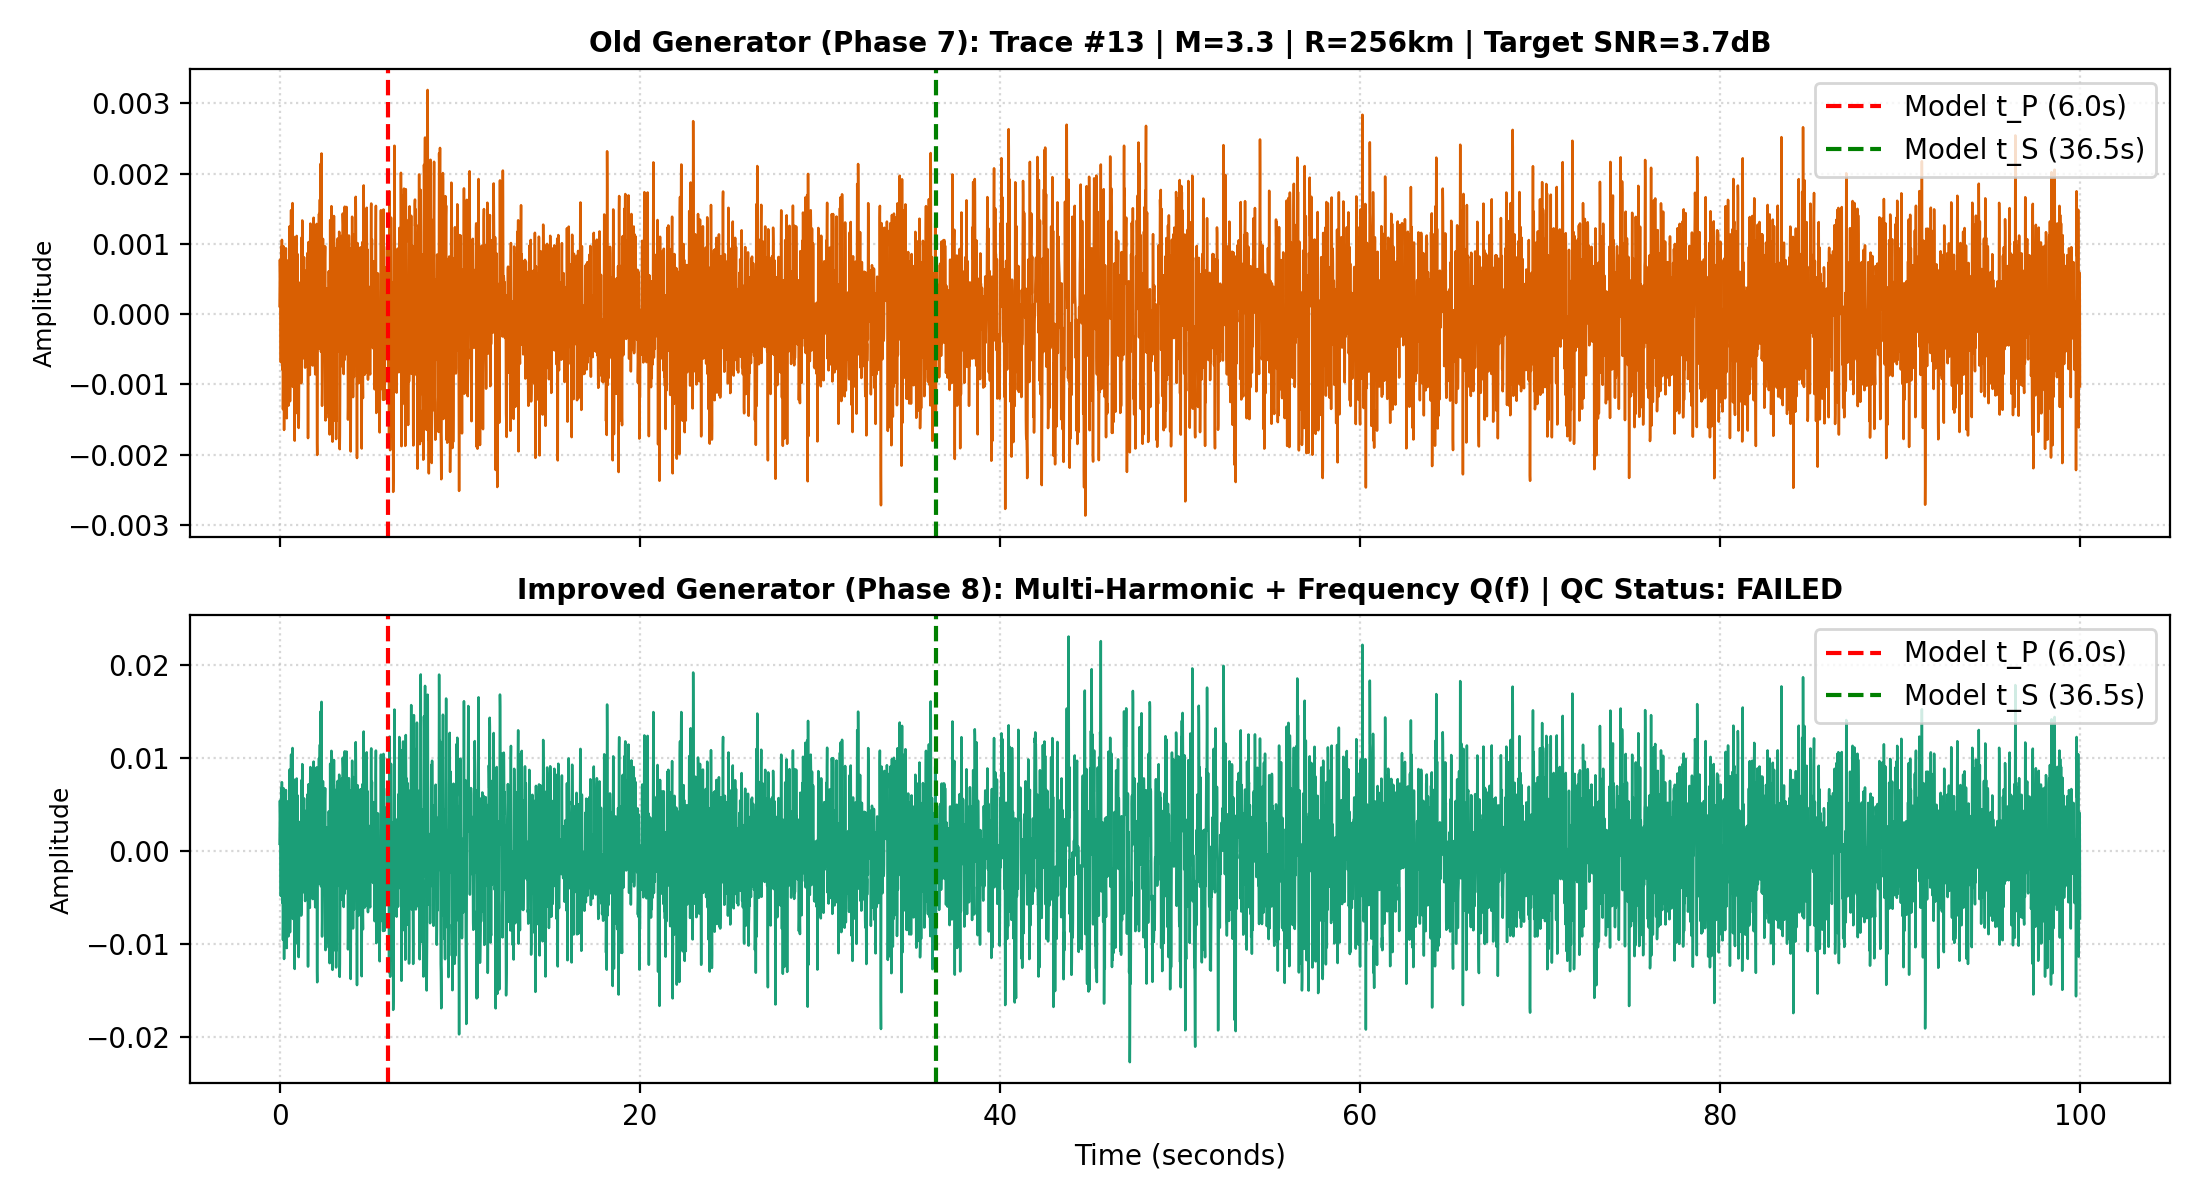 Old Generator (Phase 7): Trace #13 | M=3.3 | R=256km | Target SNR=3.7dB
Model t_P (6.0s)
Model t_S (36.5s)
0.003
0.002
0.001
0.000
−0.001
−0.002
−0.003
Amplitude
Improved Generator (Phase 8): Multi-Harmonic + Frequency Q(f) | QC Status: FAILED
Model t_P (6.0s)
Model t_S (36.5s)
0.02
0.01
0.00
−0.01
−0.02
Amplitude
0 20 40 60 80 100
Time (seconds)